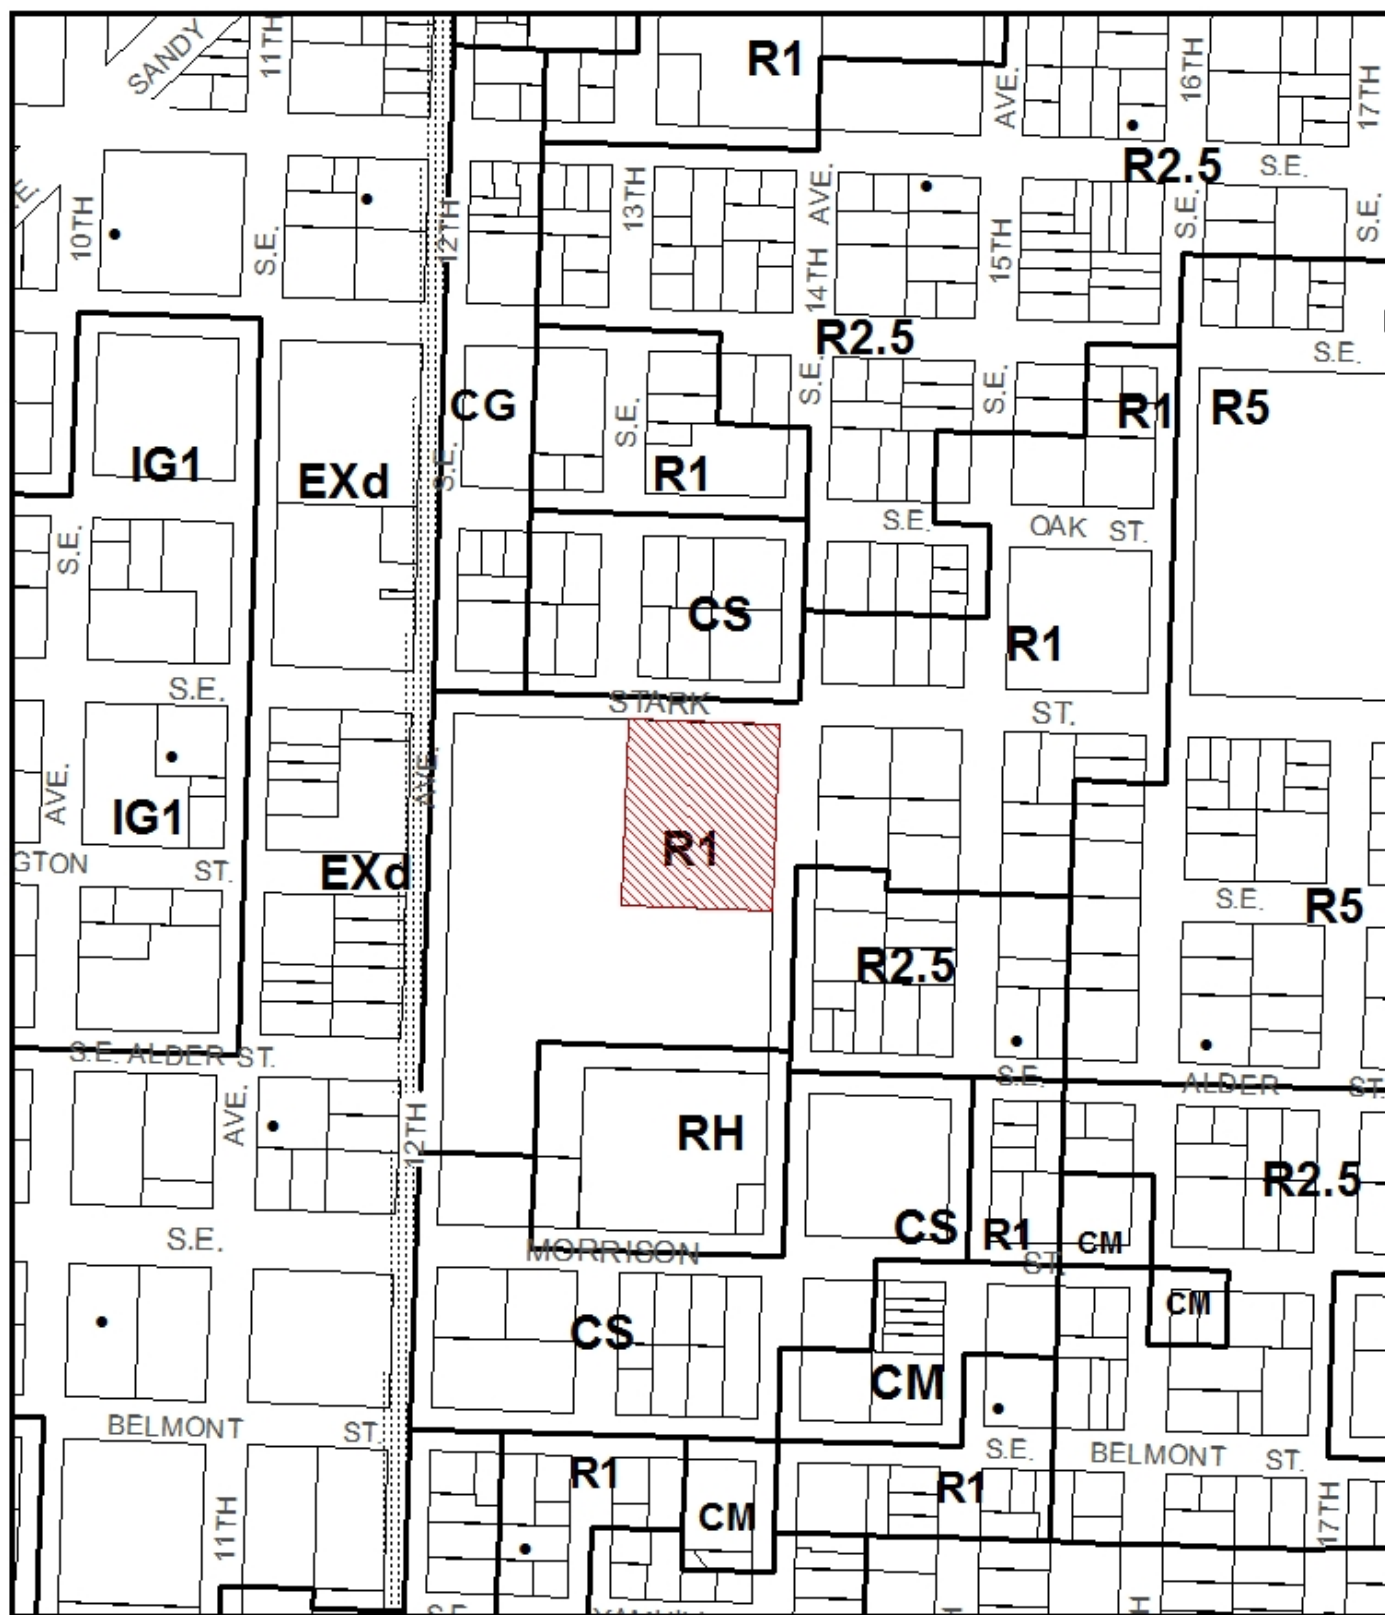 SANDY
11TH
R1
AVE.
16TH
17TH
R2.5
S.E.
E.
10TH
S.E.
12TH
13TH
AVE.
14TH
15TH
S.E.
S.E.
R2.5
S.E.
CG
S.E.
S.E.
S.E.
R1
R5
IG1
EXd
S.E.
R1
S.E.
OAK
ST.
S.E.
CS
R1
S.E.
STARK
ST.
AVE.
AVE.
IG1
R1
GTON
ST.
EXd
S.E.
R5
R2.5
S.E. ALDER ST.
S.E.
ALDER
ST.
AVE.
12TH
RH
R2.5
S.E.
MORRISON
CS
R1
CM
ST.
CS
CM
CM
BELMONT
ST.
S.E.
BELMONT
ST.
R1
R1
11TH
CM
17TH
S.E.
YAMHILL
T
H